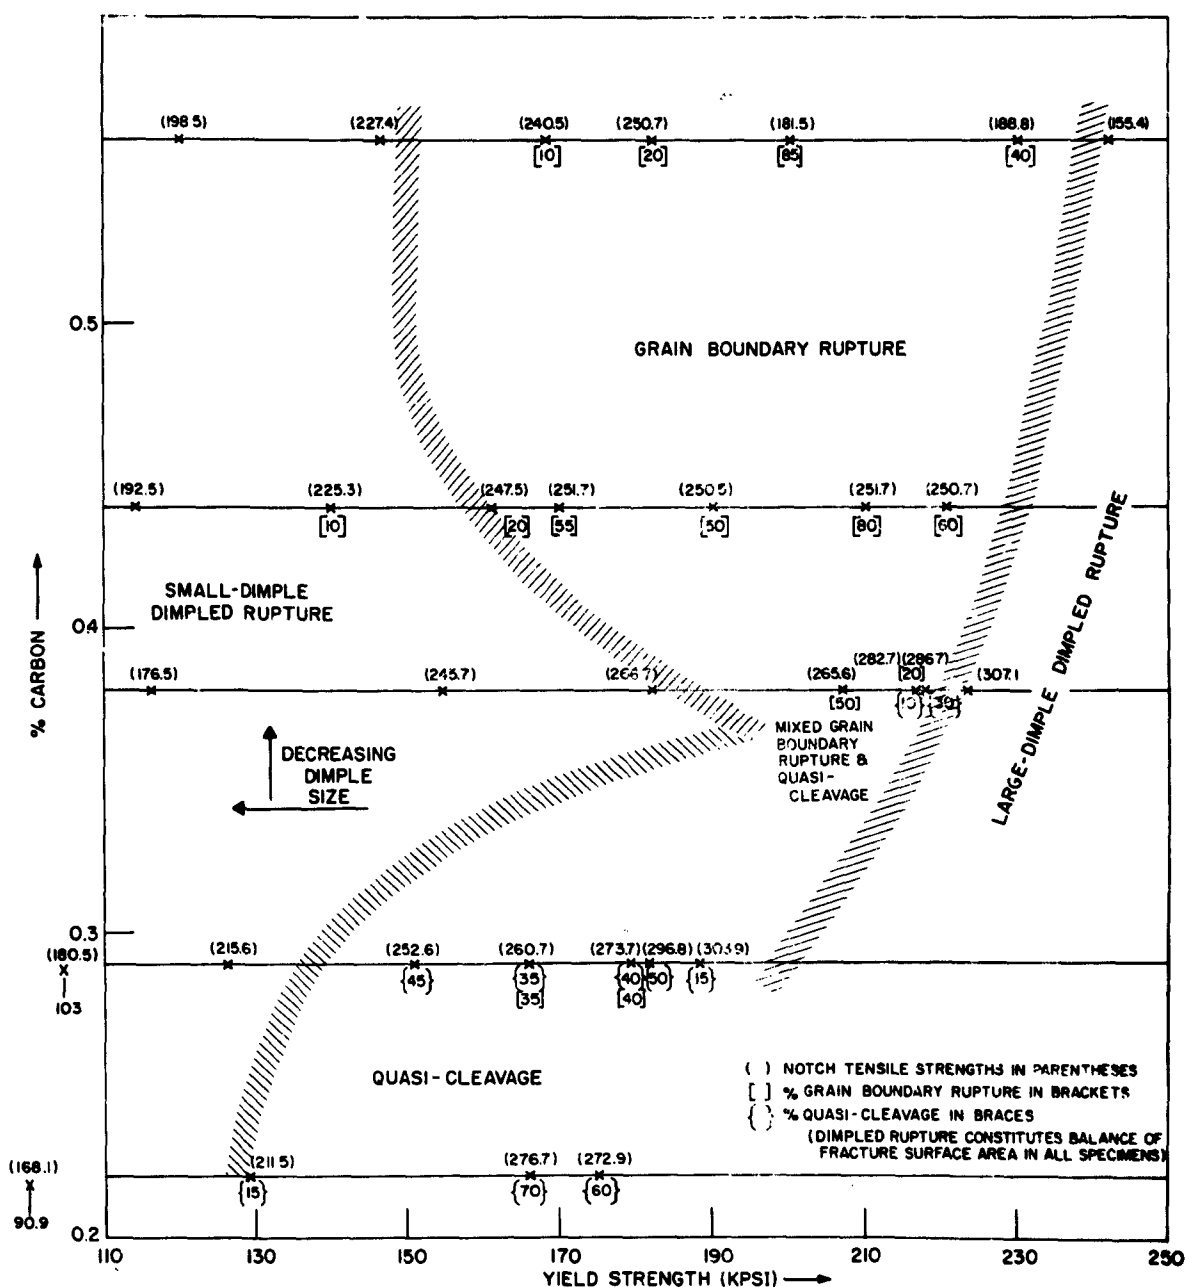 (198.5) (227.4) (240.5) (250.7) (181.5) (188.8) (155.4)
[10] [20] [85] [40]
0.5
GRAIN BOUNDARY RUPTURE
(192.5) (225.3) (247.5) (251.7) (250.5) (251.7) (250.7)
[10] [20] [55] [50] [80] [60]
SMALL-DIMPLE
DIMPLED RUPTURE
LARGE-DIMPLE DIMPLED RUPTURE
% CARBON
0.4
(282.7) (286.7)
(176.5) (245.7) (266.7) (265.6) [20] (307.1
[50] {10} {30}
MIXED GRAIN
BOUNDARY
RUPTURE &
QUASI-
CLEAVAGE
DECREASING
DIMPLE
SIZE
0.3
(180.5) (215.6) (252.6) (260.7) (273.7) (296.8) (303.9)
{45} {35} {40} {50} {15}
[35] [40]
103
QUASI-CLEAVAGE
( ) NOTCH TENSILE STRENGTHS IN PARENTHESES
[ ] % GRAIN BOUNDARY RUPTURE IN BRACKETS
{ } % QUASI-CLEAVAGE IN BRACES
(DIMPLED RUPTURE CONSTITUTES BALANCE OF
FRACTURE SURFACE AREA IN ALL SPECIMENS)
(168.1) (211.5) (276.7) (272.9)
{15} {70} {60}
90.9
0.2
110 130 150 170 190 210 230 250
YIELD STRENGTH (KPSI)